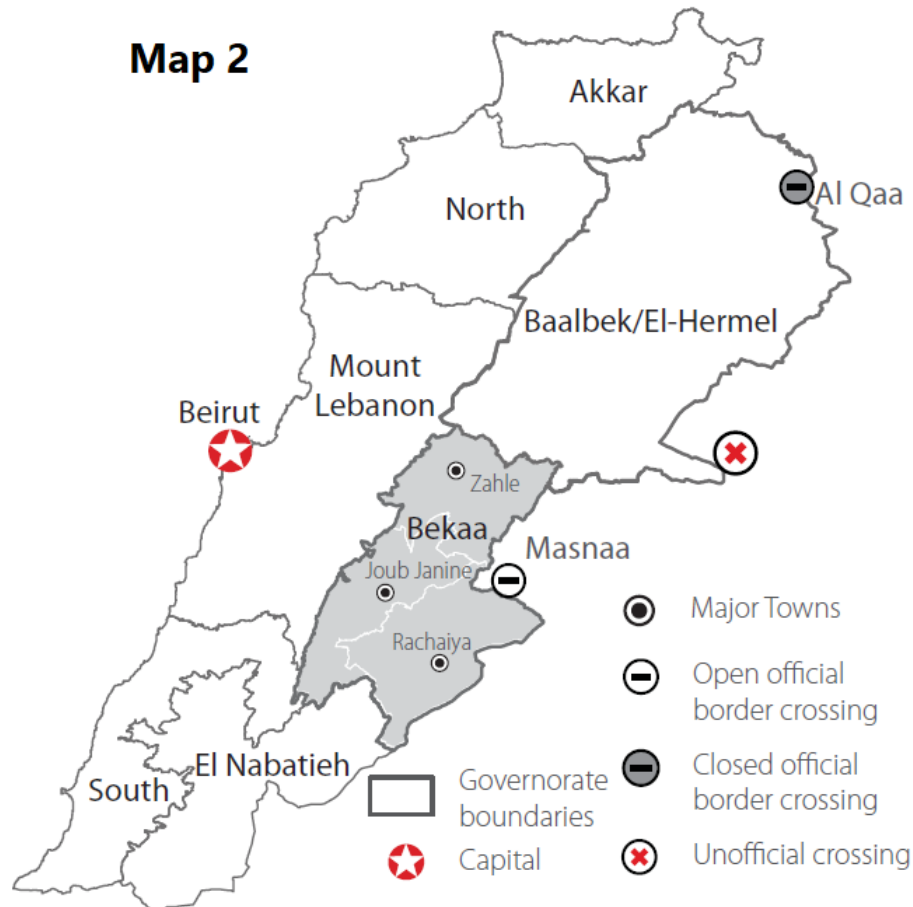 Map 2
Akkar
Al Qaa
North
Baalbek/El-Hermel
Mount
Lebanon
Beirut
Zahle
Bekaa
Masnaa
Joub Janine
Rachaiya
El Nabatieh
South
Major Towns
Open official
border crossing
Closed official
border crossing
Unofficial crossing
Governorate
boundaries
Capital